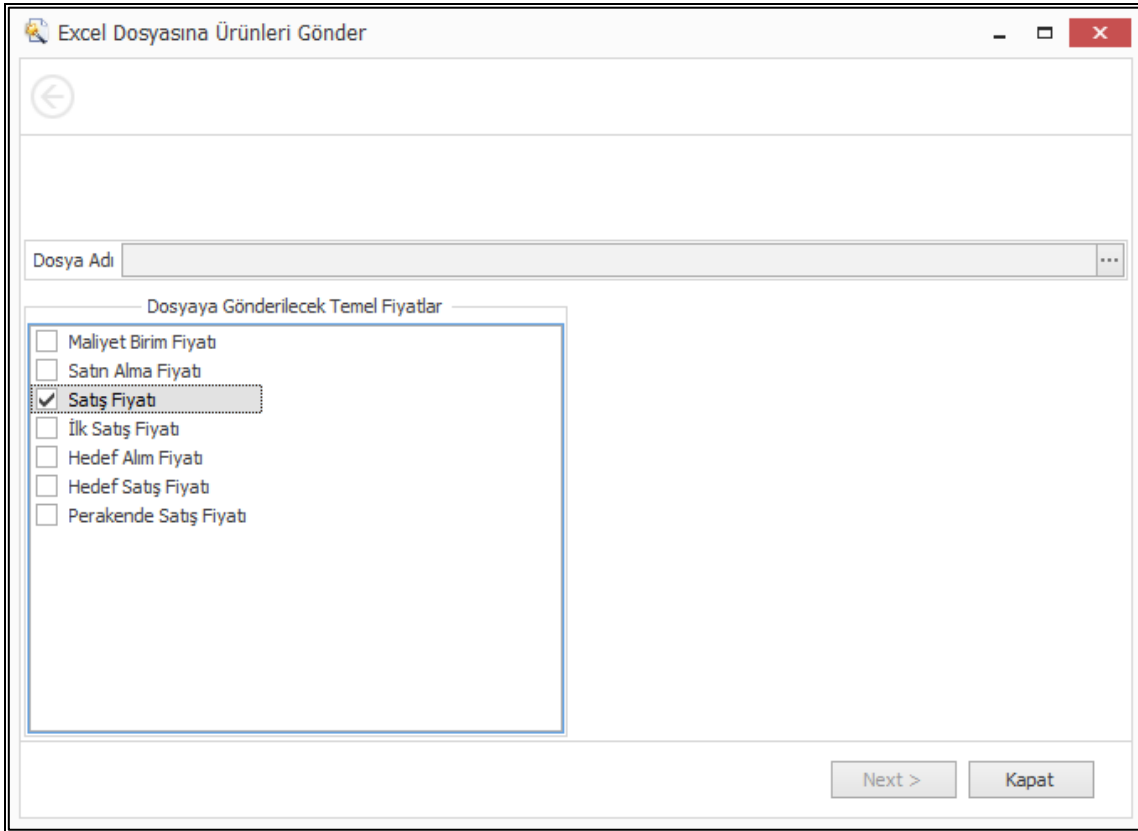 Excel Dosyasına Ürünleri Gönder
Dosya Adı
Dosyaya Gönderilecek Temel Fiyatlar
Maliyet Birim Fiyatı
Satın Alma Fiyatı
Satış Fiyatı
İlk Satış Fiyatı
Hedef Alım Fiyatı
Hedef Satış Fiyatı
Perakende Satış Fiyatı
Next > Kapat